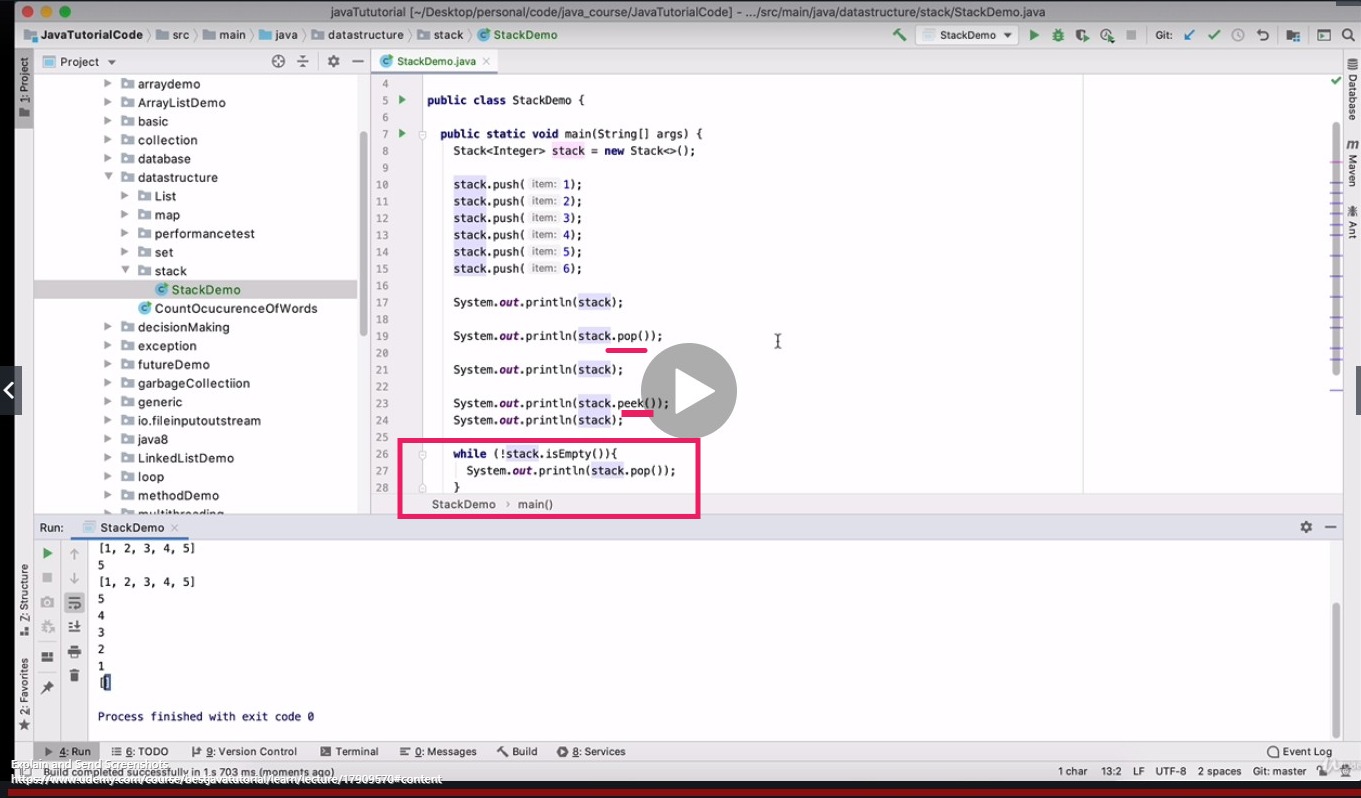 javaTututorial [~/Desktop/personal/code/java_course/JavaTutorialCode] - .../src/main/java/datastructure/stack/StackDemo.java
JavaTutorialCode src main java datastructure stack StackDemo StackDemo Git:
Project StackDemo.java
1: Project
arraydemo
ArrayListDemo
basic
collection
database
datastructure
List
map
performancetest
set
stack
StackDemo
CountOcucurenceOfWords
decisionMaking
exception
futureDemo
garbageCollectiion
generic
io.fileinputoutstream
java8
LinkedListDemo
loop
methodDemo
multithreading
4
5 public class StackDemo {
6
7 public static void main(String[] args) {
8 Stack<Integer> stack = new Stack<>();
9
10 stack.push( item: 1);
11 stack.push( item: 2);
12 stack.push( item: 3);
13 stack.push( item: 4);
14 stack.push( item: 5);
15 stack.push( item: 6);
16
17 System.out.println(stack);
18
19 System.out.println(stack.pop());
20
21 System.out.println(stack);
22
23 System.out.println(stack.peek());
24 System.out.println(stack);
25
26 while (!stack.isEmpty()){
27 System.out.println(stack.pop());
28 }
StackDemo › main()
Database
m Maven
Ant
Run: StackDemo
[1, 2, 3, 4, 5]
5
[1, 2, 3, 4, 5]
5
4
3
2
1
Process finished with exit code 0
Z: Structure
2: Favorites
4: Run 6: TODO 9: Version Control Terminal 0: Messages Build 8: Services Event Log
Explain and Send Screenshots
Build completed successfully in 1 s 703 ms (moments ago) 1 char 13:2 LF UTF-8 2 spaces Git: master
https://www.udemy.com/course/bestjavatutorial/learn/lecture/17909570#content